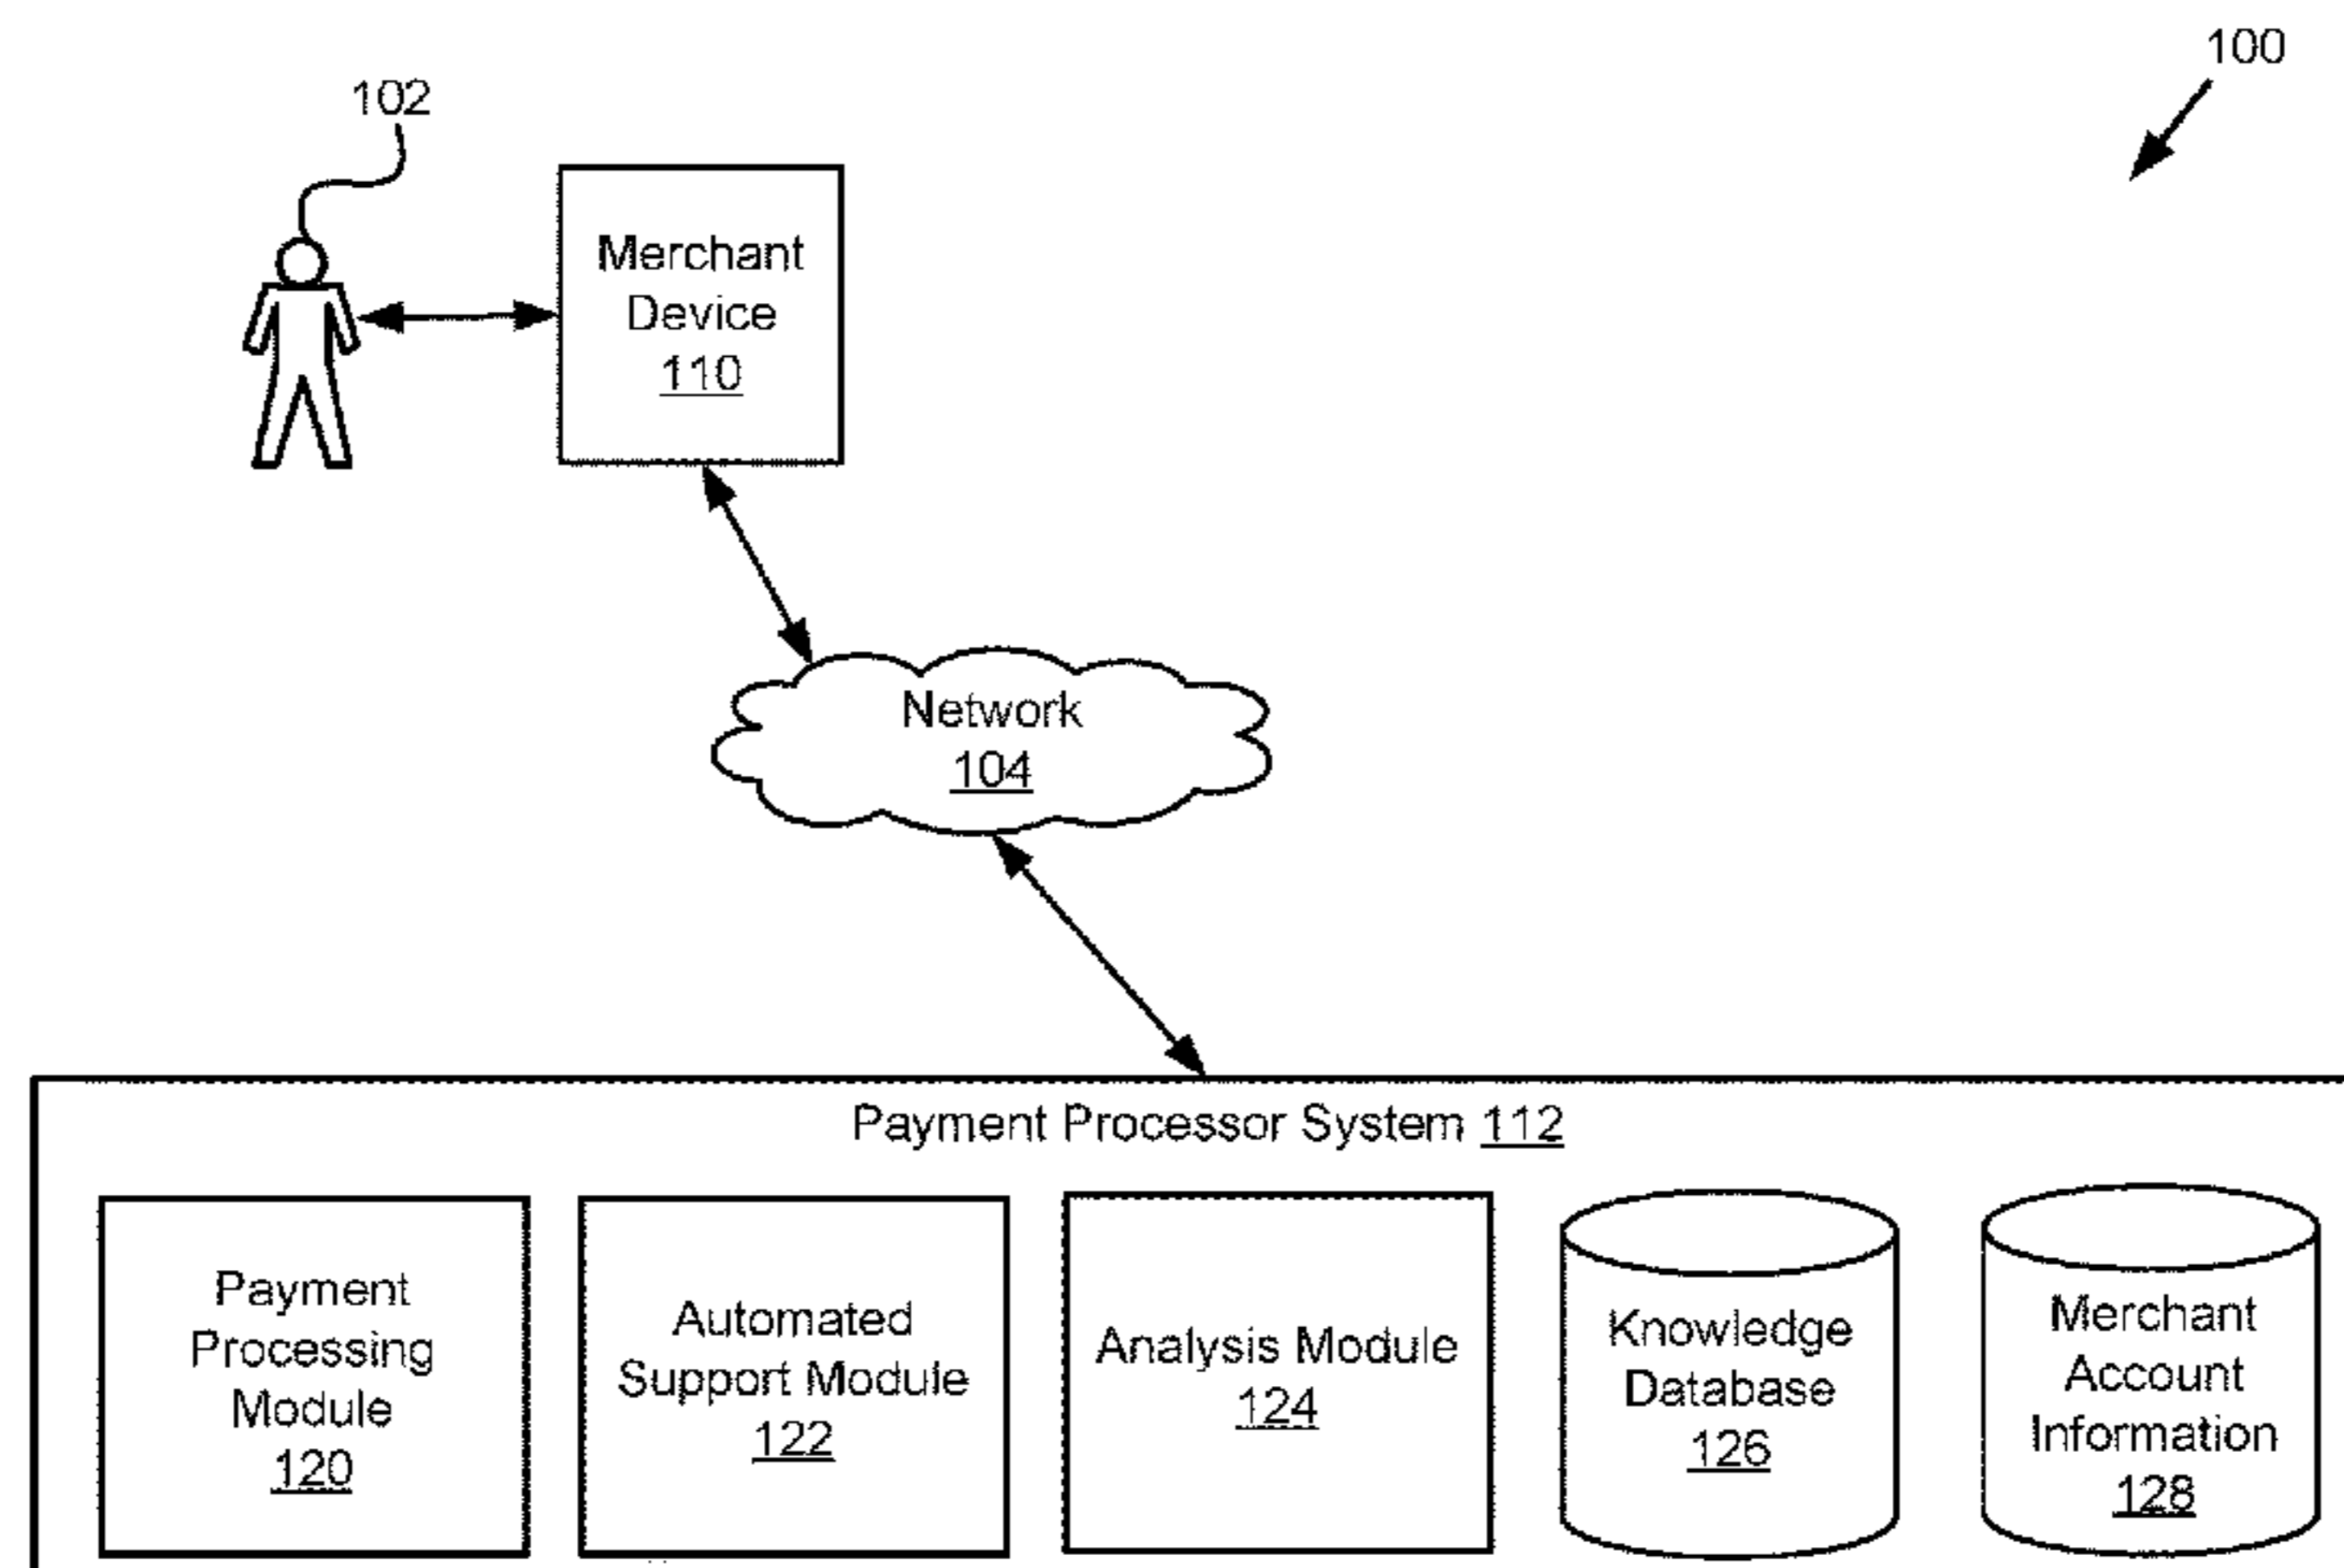 100
102
Merchant
Device
110
Network
104
Payment Processor System 112
Payment
Processing
Module
120
Automated
Support Module
122
Analysis Module
124
Knowledge
Database
126
Merchant
Account
Information
128